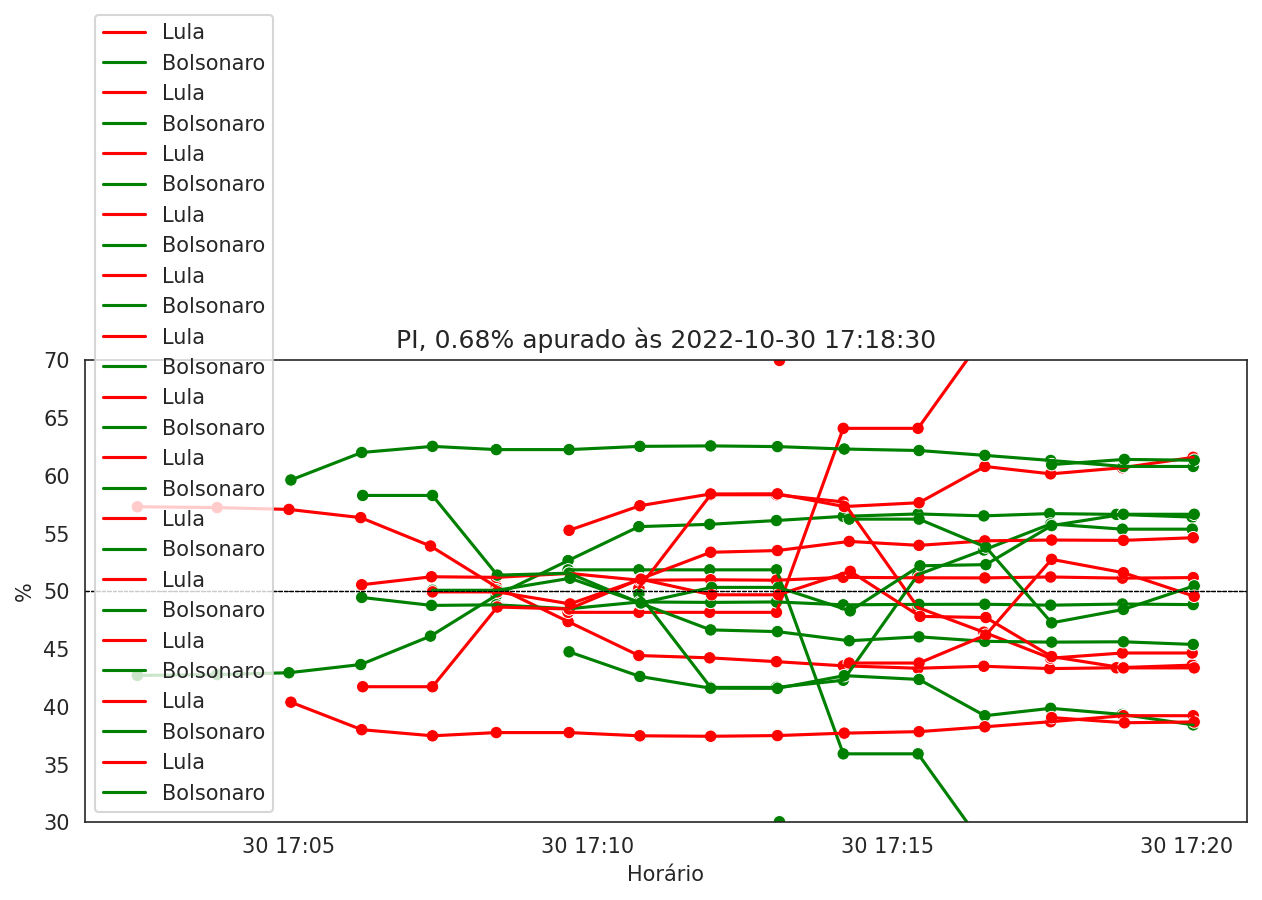 Lula
Bolsonaro
Lula
Bolsonaro
Lula
Bolsonaro
Lula
Bolsonaro
Lula
Bolsonaro
Lula
Bolsonaro
Lula
Bolsonaro
Lula
Bolsonaro
Lula
Bolsonaro
Lula
Bolsonaro
Lula
Bolsonaro
Lula
Bolsonaro
Lula
Bolsonaro
PI, 0.68% apurado às 2022-10-30 17:18:30
70
65
60
55
50
45
40
35
30
%
30 17:05
30 17:10
30 17:15
30 17:20
Horário